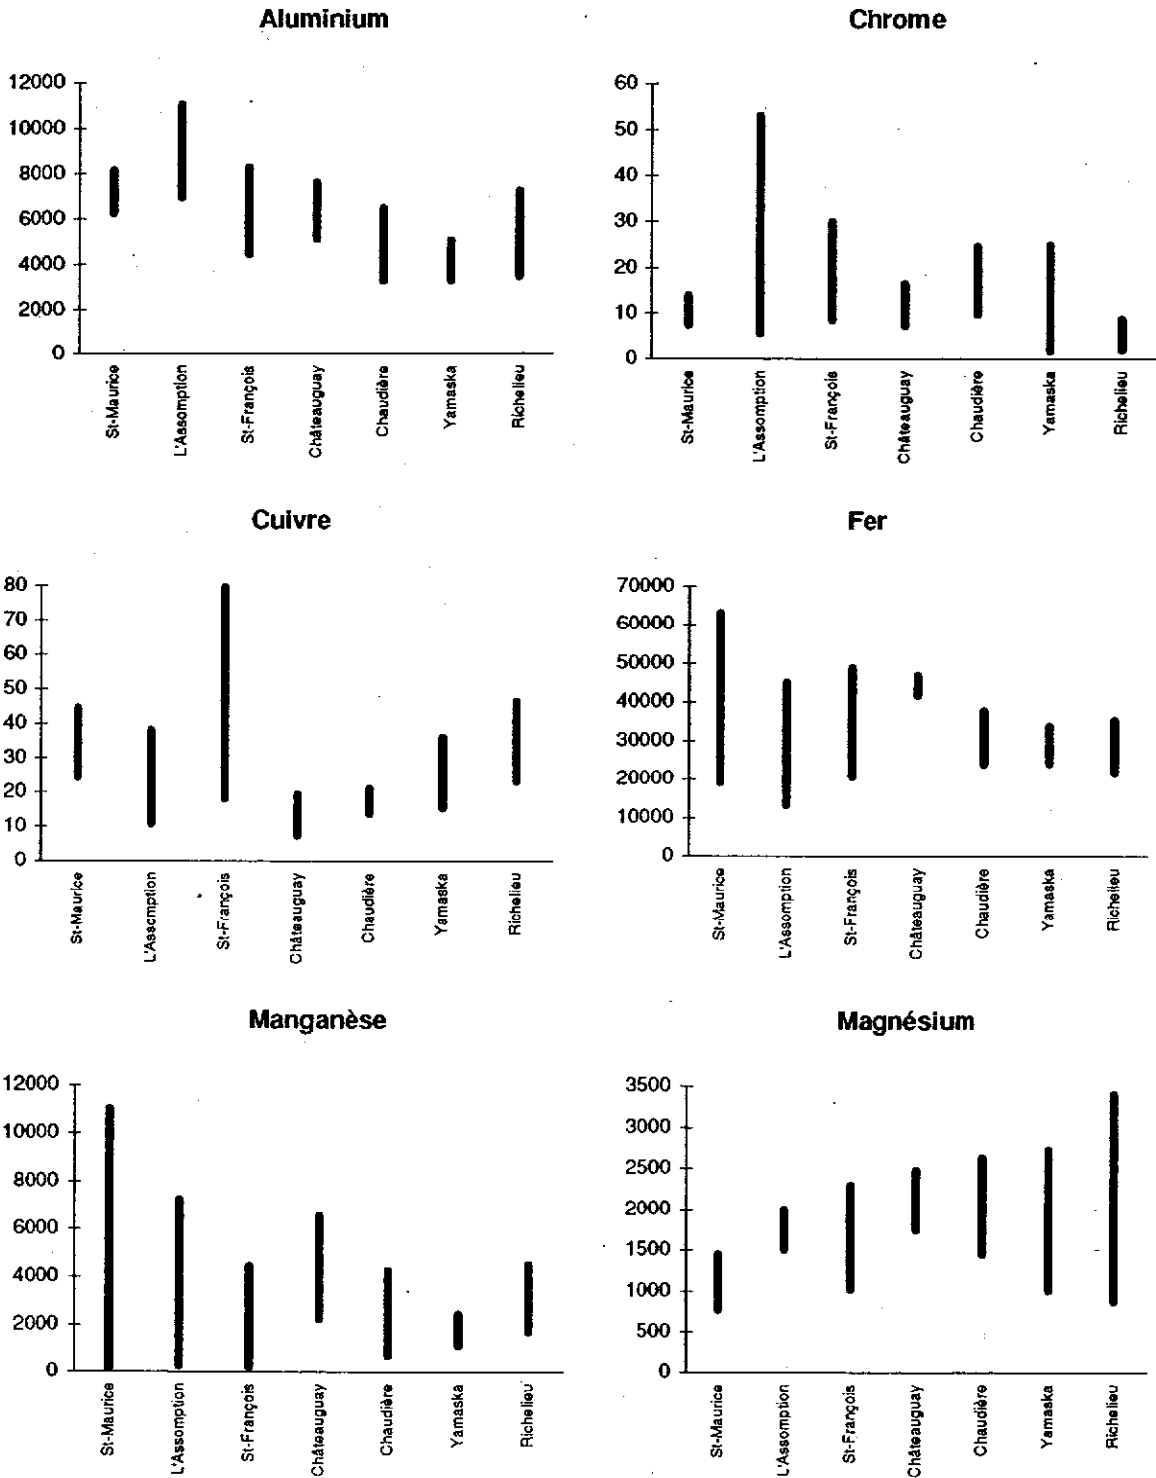 Aluminium
12000
10000
8000
6000
4000
2000
0
St-Maurice
L'Assomption
St-François
Châteauguay
Chaudière
Yamaska
Richelieu
Chrome
60
50
40
30
20
10
0
St-Maurice
L'Assomption
St-François
Châteauguay
Chaudière
Yamaska
Richelieu
Cuivre
80
70
60
50
40
30
20
10
0
St-Maurice
L'Assomption
St-François
Châteauguay
Chaudière
Yamaska
Richelieu
Fer
70000
60000
50000
40000
30000
20000
10000
0
St-Maurice
L'Assomption
St-François
Châteauguay
Chaudière
Yamaska
Richelieu
Manganèse
12000
10000
8000
6000
4000
2000
0
St-Maurice
L'Assomption
St-François
Châteauguay
Chaudière
Yamaska
Richelieu
Magnésium
3500
3000
2500
2000
1500
1000
500
0
St-Maurice
L'Assomption
St-François
Châteauguay
Chaudière
Yamaska
Richelieu